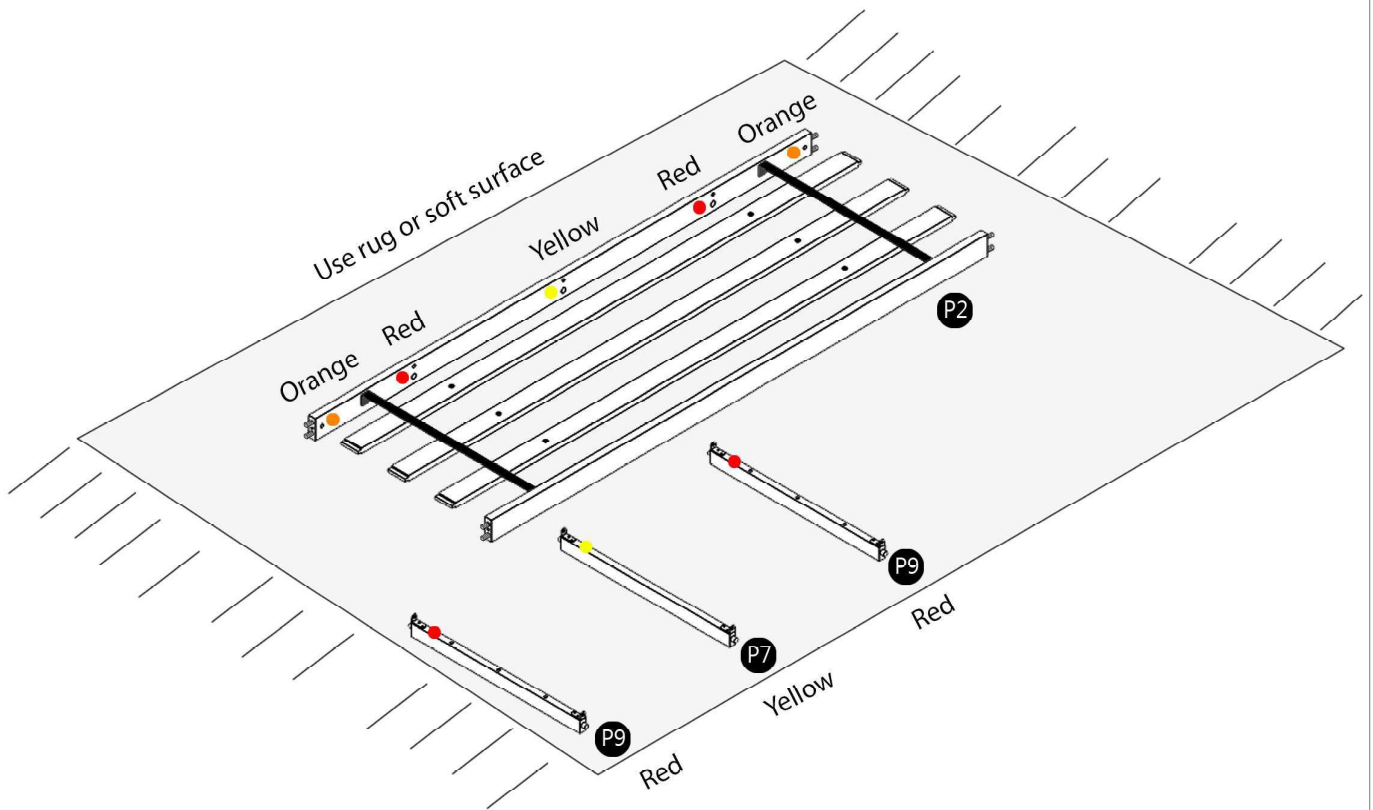 Orange
Red
Use rug or soft surface
Yellow
Red
Orange
P2
P9
Red
P7
Yellow
P9
Red